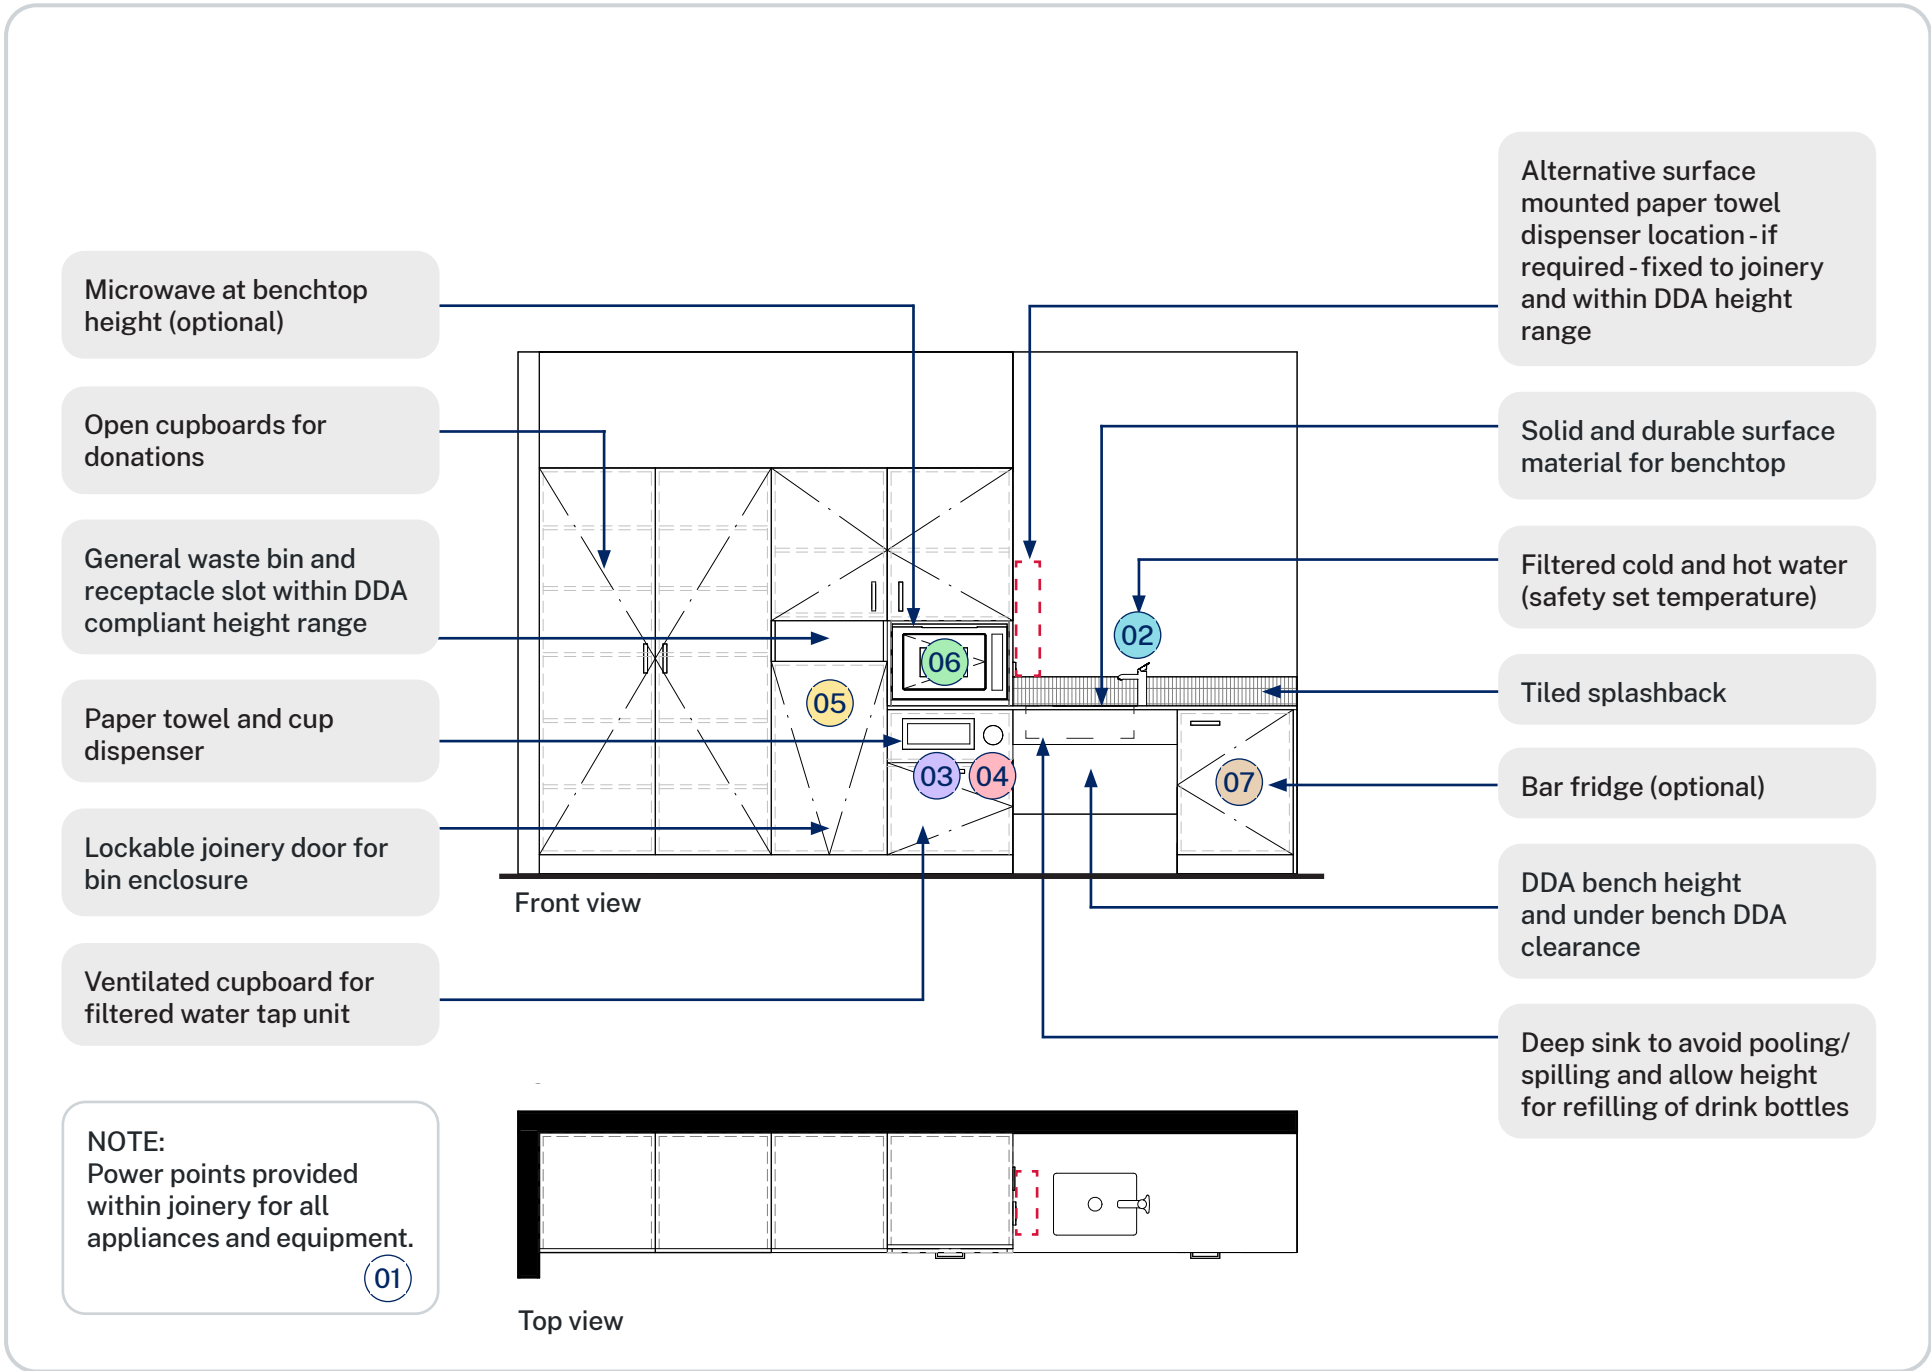 Microwave at benchtop
height (optional)
Open cupboards for
donations
General waste bin and
receptacle slot within DDA
compliant height range
Paper towel and cup
dispenser
Lockable joinery door for
bin enclosure
Ventilated cupboard for
filtered water tap unit
NOTE:
Power points provided
within joinery for all
appliances and equipment.
01
02
06
05
03
04
07
Front view
Top view
Alternative surface
mounted paper towel
dispenser location - if
required - fixed to joinery
and within DDA height
range
Solid and durable surface
material for benchtop
Filtered cold and hot water
(safety set temperature)
Tiled splashback
Bar fridge (optional)
DDA bench height
and under bench DDA
clearance
Deep sink to avoid pooling/
spilling and allow height
for refilling of drink bottles